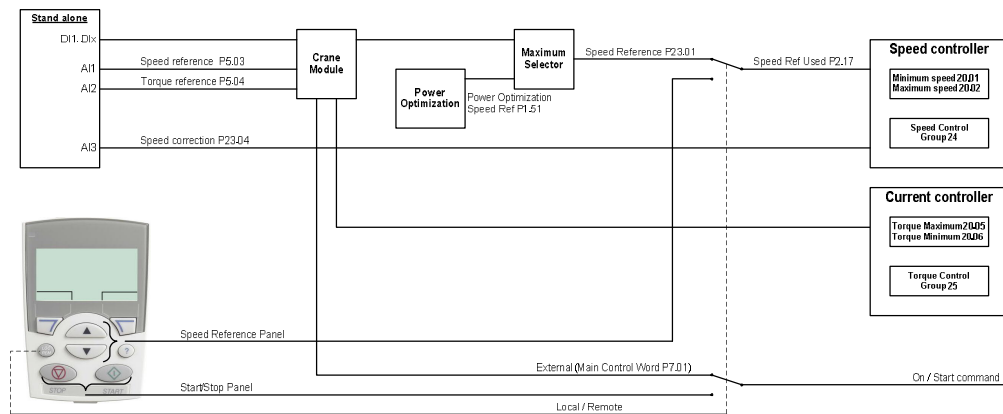 Stand alone
DI1..DIx
AI1
AI2
AI3
Speed reference P5.03
Torque reference P5.04
Speed correction P23.04
Crane
Module
Power
Optimization
Power Optimization
Speed Ref P1.51
Maximum
Selector
Speed Reference P23.01
Speed Ref Used P2.17
Speed controller
Minimum speed 20.01
Maximum speed 20.02
Speed Control
Group 24
Current controller
Torque Maximum 20.05
Torque Minimum 20.06
Torque Control
Group 25
Speed Reference Panel
?
STOP
START
Start/Stop Panel
External (Main Control Word P7.01)
Local / Remote
On / Start command